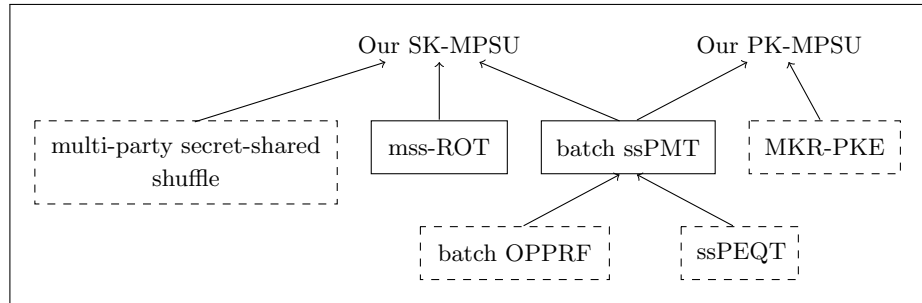 Our SK-MPSU
Our PK-MPSU
multi-party secret-shared
shuffle
mss-ROT
batch ssPMT
MKR-PKE
batch OPPRF
ssPEQT